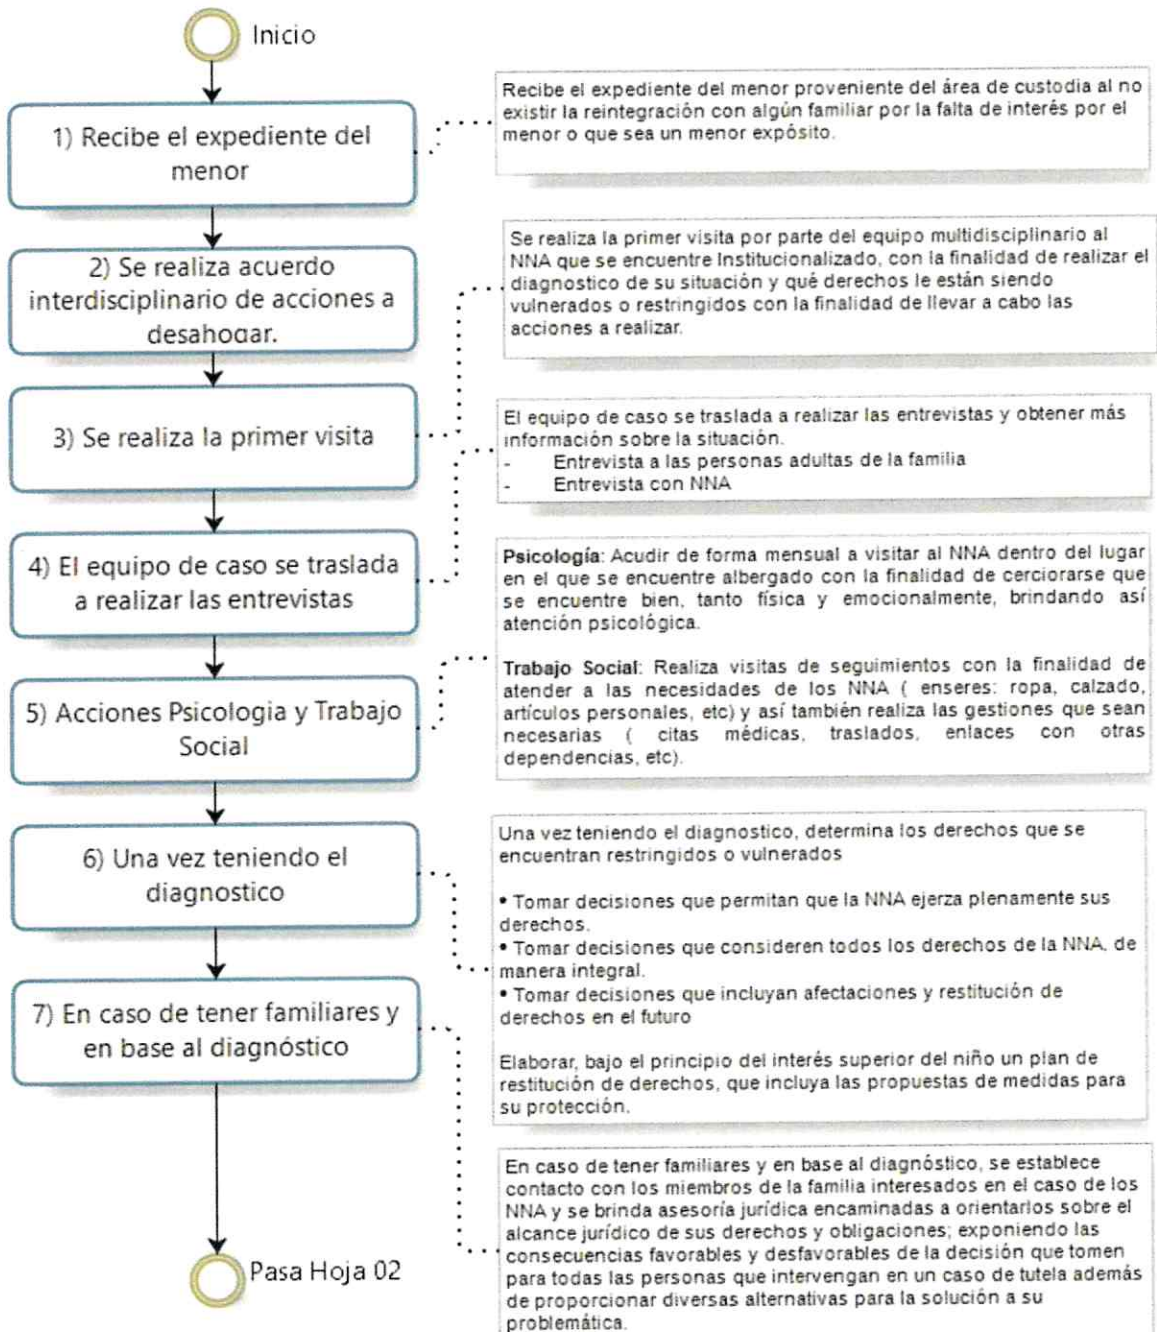 Inicio
1) Recibe el expediente del
menor
Recibe el expediente del menor proveniente del área de custodia al no
existir la reintegración con algún familiar por la falta de interés por el
menor o que sea un menor expósito.
2) Se realiza acuerdo
interdisciplinario de acciones a
desahogar.
Se realiza la primer visita por parte del equipo multidisciplinario al
NNA que se encuentre Institucionalizado, con la finalidad de realizar el
diagnostico de su situación y qué derechos le están siendo
vulnerados o restringidos con la finalidad de llevar a cabo las
acciones a realizar.
3) Se realiza la primer visita
El equipo de caso se traslada a realizar las entrevistas y obtener más
información sobre la situación.
- Entrevista a las personas adultas de la familia
- Entrevista con NNA
4) El equipo de caso se traslada
a realizar las entrevistas
Psicología: Acudir de forma mensual a visitar al NNA dentro del lugar
en el que se encuentre albergado con la finalidad de cerciorarse que
se encuentre bien, tanto física y emocionalmente, brindando así
atención psicológica.
Trabajo Social: Realiza visitas de seguimientos con la finalidad de
atender a las necesidades de los NNA ( enseres: ropa, calzado,
artículos personales, etc) y así también realiza las gestiones que sean
necesarias ( citas médicas, traslados, enlaces con otras
dependencias, etc).
5) Acciones Psicologia y Trabajo
Social
6) Una vez teniendo el
diagnostico
Una vez teniendo el diagnostico, determina los derechos que se
encuentran restringidos o vulnerados
• Tomar decisiones que permitan que la NNA ejerza plenamente sus
derechos.
• Tomar decisiones que consideren todos los derechos de la NNA. de
manera integral.
• Tomar decisiones que incluyan afectaciones y restitución de
derechos en el futuro
Elaborar, bajo el principio del interés superior del niño un plan de
restitución de derechos, que incluya las propuestas de medidas para
su protección.
7) En caso de tener familiares y
en base al diagnóstico
En caso de tener familiares y en base al diagnóstico, se establece
contacto con los miembros de la familia interesados en el caso de los
NNA y se brinda asesoría jurídica encaminadas a orientarlos sobre el
alcance jurídico de sus derechos y obligaciones; exponiendo las
consecuencias favorables y desfavorables de la decisión que tomen
para todas las personas que intervengan en un caso de tutela además
de proporcionar diversas alternativas para la solución a su
problemática.
Pasa Hoja 02